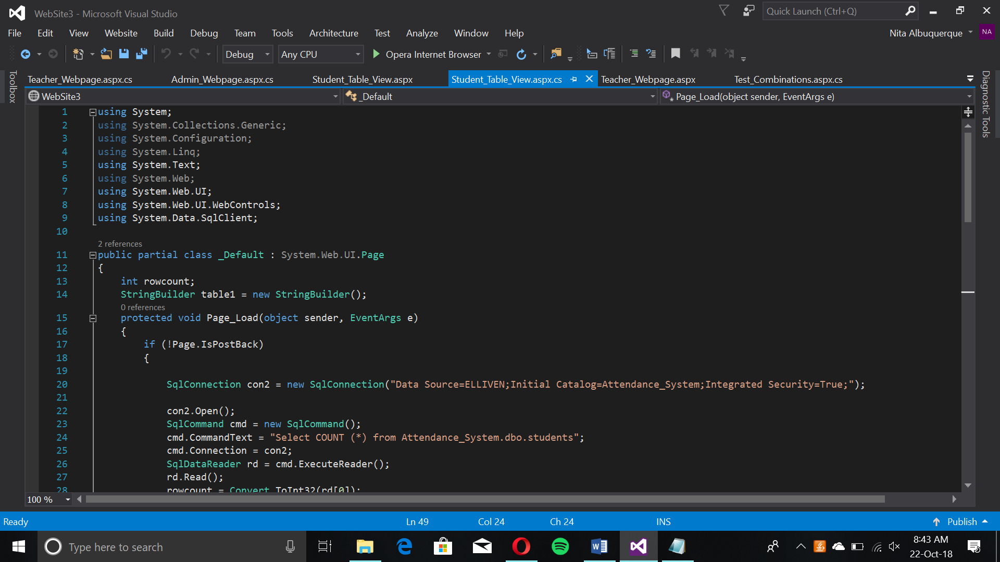 WebSite3 - Microsoft Visual Studio
Quick Launch (Ctrl+Q)
File Edit View Website Build Debug Team Tools Architecture Test Analyze Window Help
Nita Albuquerque NA
Debug Any CPU Opera Internet Browser
Toolbox
Teacher_Webpage.aspx.cs Admin_Webpage.aspx.cs Student_Table_View.aspx Student_Table_View.aspx.cs Teacher_Webpage.aspx Test_Combinations.aspx.cs
Diagnostic Tools
WebSite3 _Default Page_Load(object sender, EventArgs e)
1 using System;
2 using System.Collections.Generic;
3 using System.Configuration;
4 using System.Linq;
5 using System.Text;
6 using System.Web;
7 using System.Web.UI;
8 using System.Web.UI.WebControls;
9 using System.Data.SqlClient;
10
2 references
11 public partial class _Default : System.Web.UI.Page
12 {
13 int rowcount;
14 StringBuilder table1 = new StringBuilder();
0 references
15 protected void Page_Load(object sender, EventArgs e)
16 {
17 if (!Page.IsPostBack)
18 {
19
20 SqlConnection con2 = new SqlConnection("Data Source=ELLIVEN;Initial Catalog=Attendance_System;Integrated Security=True;");
21
22 con2.Open();
23 SqlCommand cmd = new SqlCommand();
24 cmd.CommandText = "Select COUNT (*) from Attendance_System.dbo.students";
25 cmd.Connection = con2;
26 SqlDataReader rd = cmd.ExecuteReader();
27 rd.Read();
28 rowcount = Convert.ToInt32(rd[0]);
100 %
Ready Ln 49 Col 24 Ch 24 INS Publish
Type here to search
8:43 AM
22-Oct-18